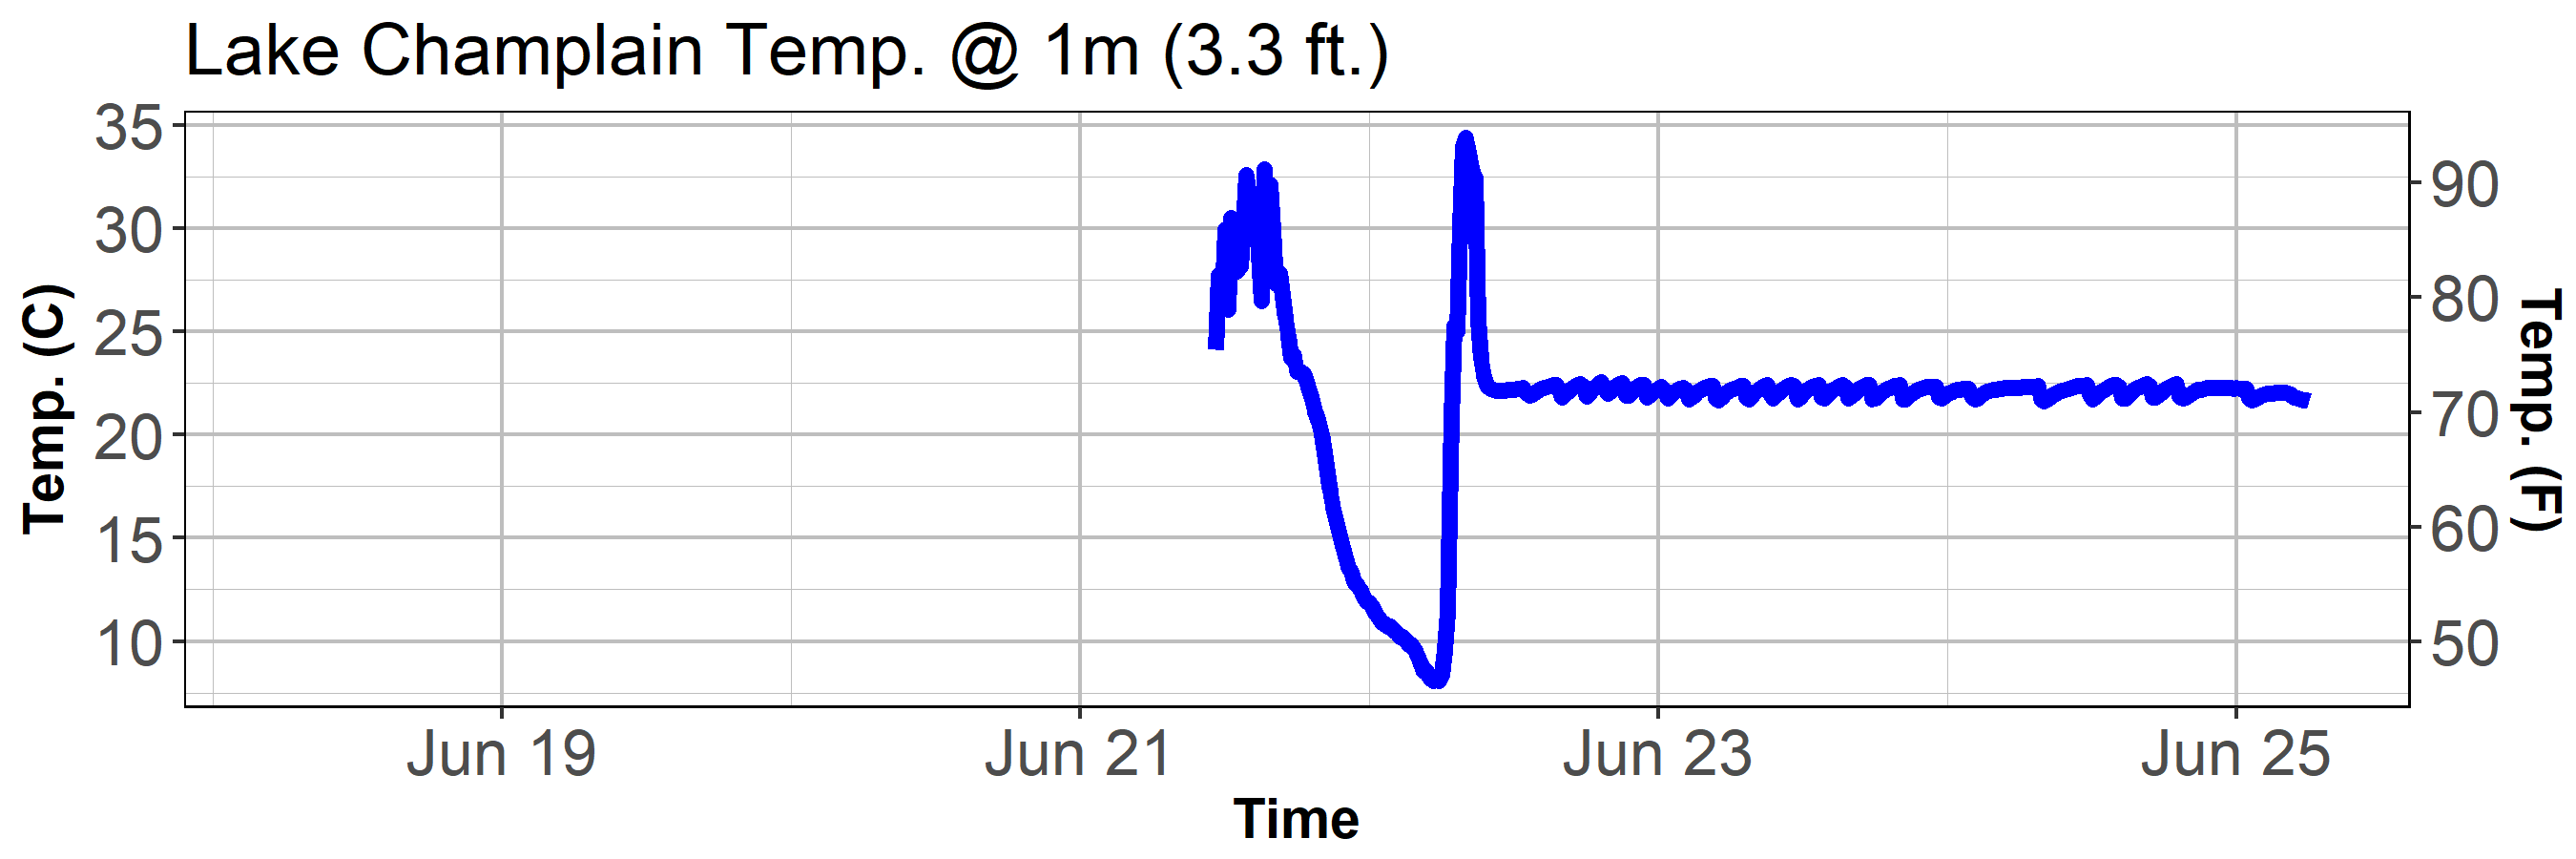 Lake Champlain Temp. @ 1m (3.3 ft.)
35
30
25
20
15
10
Temp. (C)
90
80
70
60
50
Temp. (F)
Jun 19
Jun 21
Jun 23
Jun 25
Time